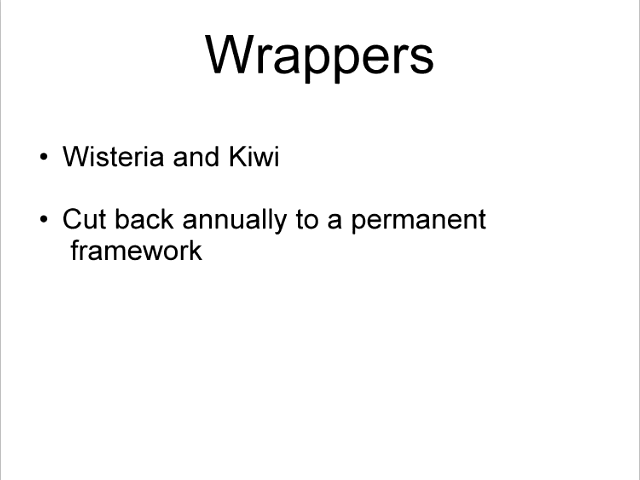 Wrappers
• Wisteria and Kiwi
• Cut back annually to a permanent
framework